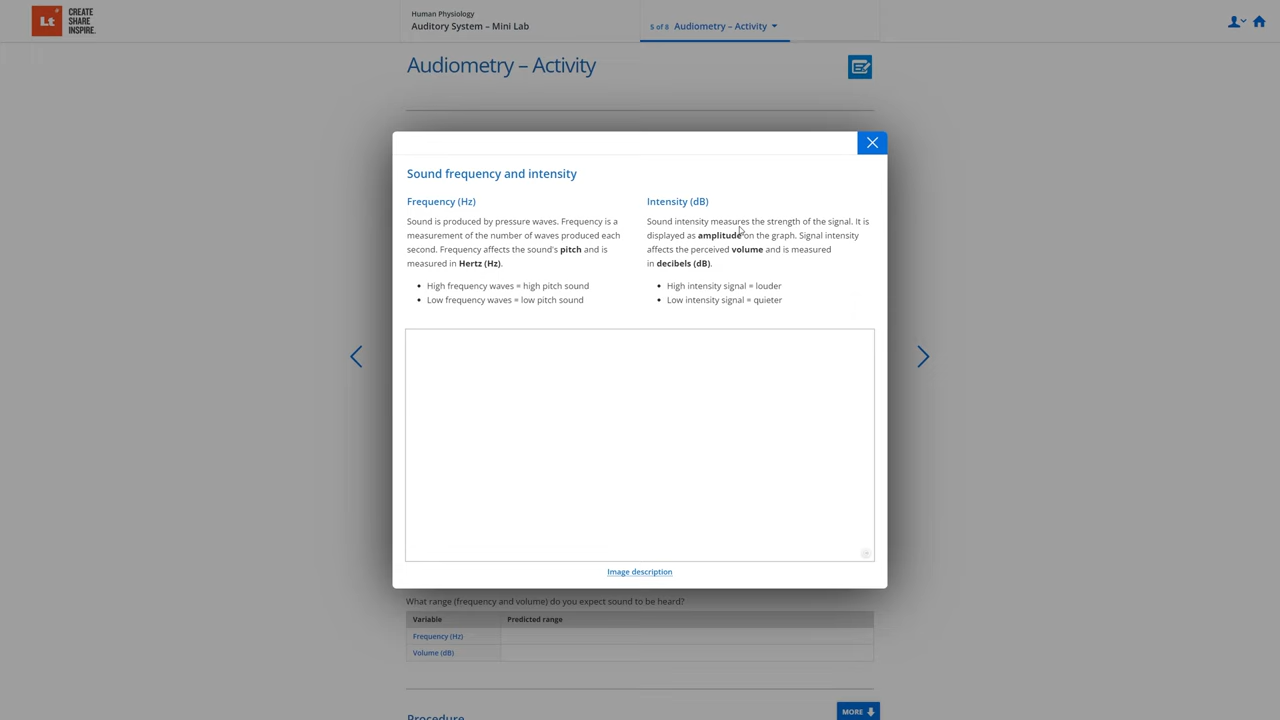 Lt
CREATE
SHARE
INSPIRE.
Human Physiology
Auditory System – Mini Lab
5 of 8 Audiometry – Activity
Audiometry – Activity
Sound frequency and intensity
Frequency (Hz)
Sound is produced by pressure waves. Frequency is a
measurement of the number of waves produced each
second. Frequency affects the sound's pitch and is
measured in Hertz (Hz).
• High frequency waves = high pitch sound
• Low frequency waves = low pitch sound
Intensity (dB)
Sound intensity measures the strength of the signal. It is
displayed as amplitude on the graph. Signal intensity
affects the perceived volume and is measured
in decibels (dB).
• High intensity signal = louder
• Low intensity signal = quieter
Image description
What range (frequency and volume) do you expect sound to be heard?
Variable Predicted range
Frequency (Hz)
Volume (dB)
Procedure
MORE